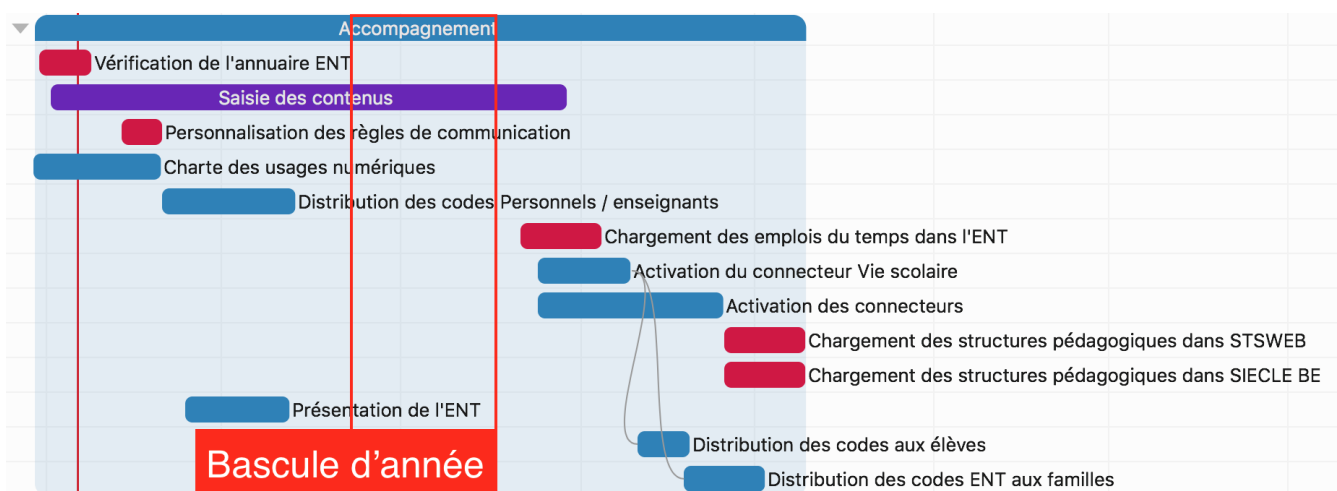 Accompagnement
Vérification de l'annuaire ENT
Saisie des contenus
Personnalisation des règles de communication
Charte des usages numériques
Distribution des codes Personnels / enseignants
Chargement des emplois du temps dans l'ENT
Activation du connecteur Vie scolaire
Activation des connecteurs
Chargement des structures pédagogiques dans STSWEB
Chargement des structures pédagogiques dans SIECLE BE
Présentation de l'ENT
Distribution des codes aux élèves
Bascule d’année
Distribution des codes ENT aux familles